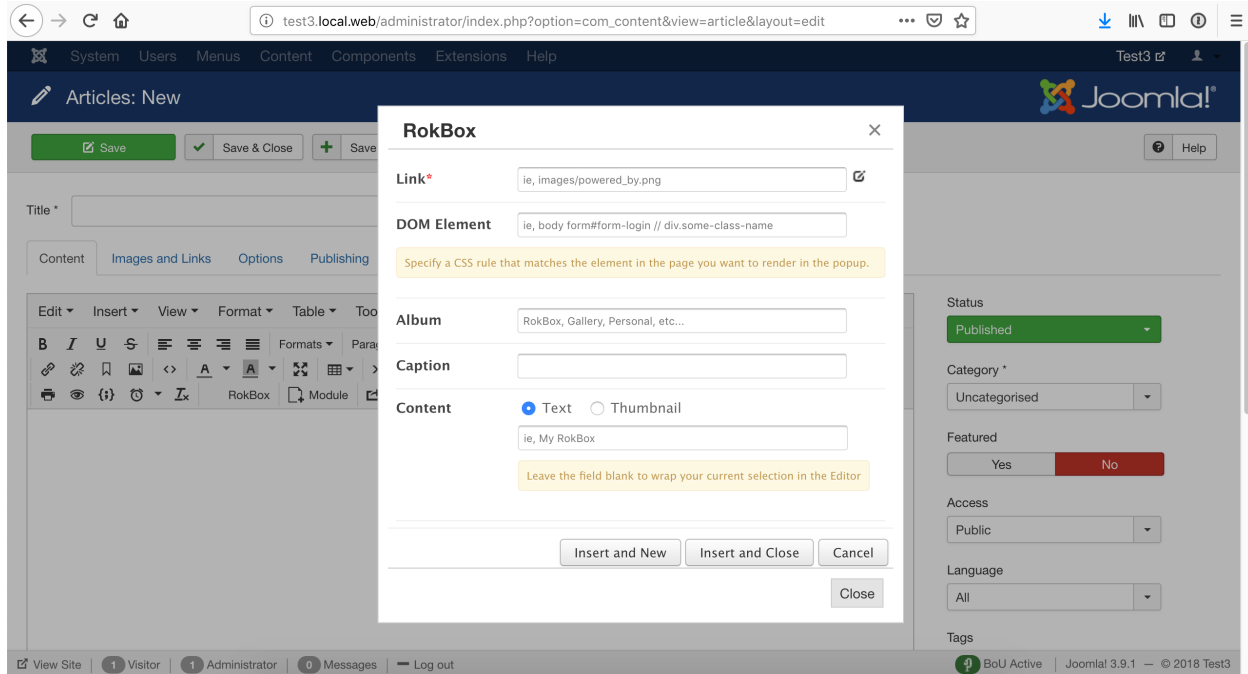 test3.local.web/administrator/index.php?option=com_content&view=article&layout=edit
System Users Menus Content Components Extensions Help
Test3
Articles: New
Joomla!®
Save
Save & Close
Save
Help
RokBox
Link*
ie, images/powered_by.png
DOM Element
ie, body form#form-login // div.some-class-name
Specify a CSS rule that matches the element in the page you want to render in the popup.
Album
RokBox, Gallery, Personal, etc...
Caption
Content
Text
Thumbnail
ie, My RokBox
Leave the field blank to wrap your current selection in the Editor
Insert and New
Insert and Close
Cancel
Close
Title *
Content
Images and Links
Options
Publishing
Edit Insert View Format Table Too
B I U S Formats Para
A A
RokBox Module
Status
Published
Category *
Uncategorised
Featured
Yes No
Access
Public
Language
All
Tags
View Site 1 Visitor 1 Administrator 0 Messages Log out
BoU Active Joomla! 3.9.1 — © 2018 Test3